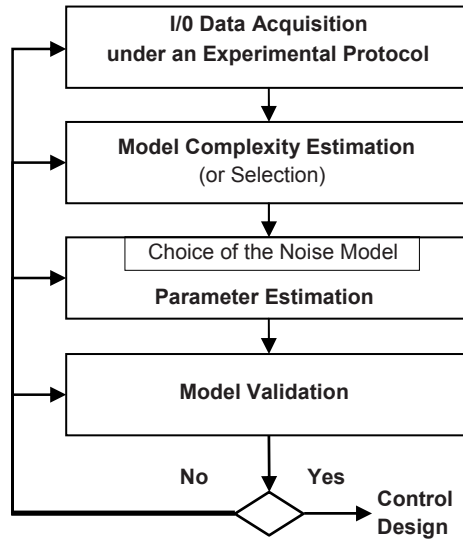 I/0 Data Acquisition
under an Experimental Protocol
Model Complexity Estimation
(or Selection)
Choice of the Noise Model
Parameter Estimation
Model Validation
No
Yes
Control
Design